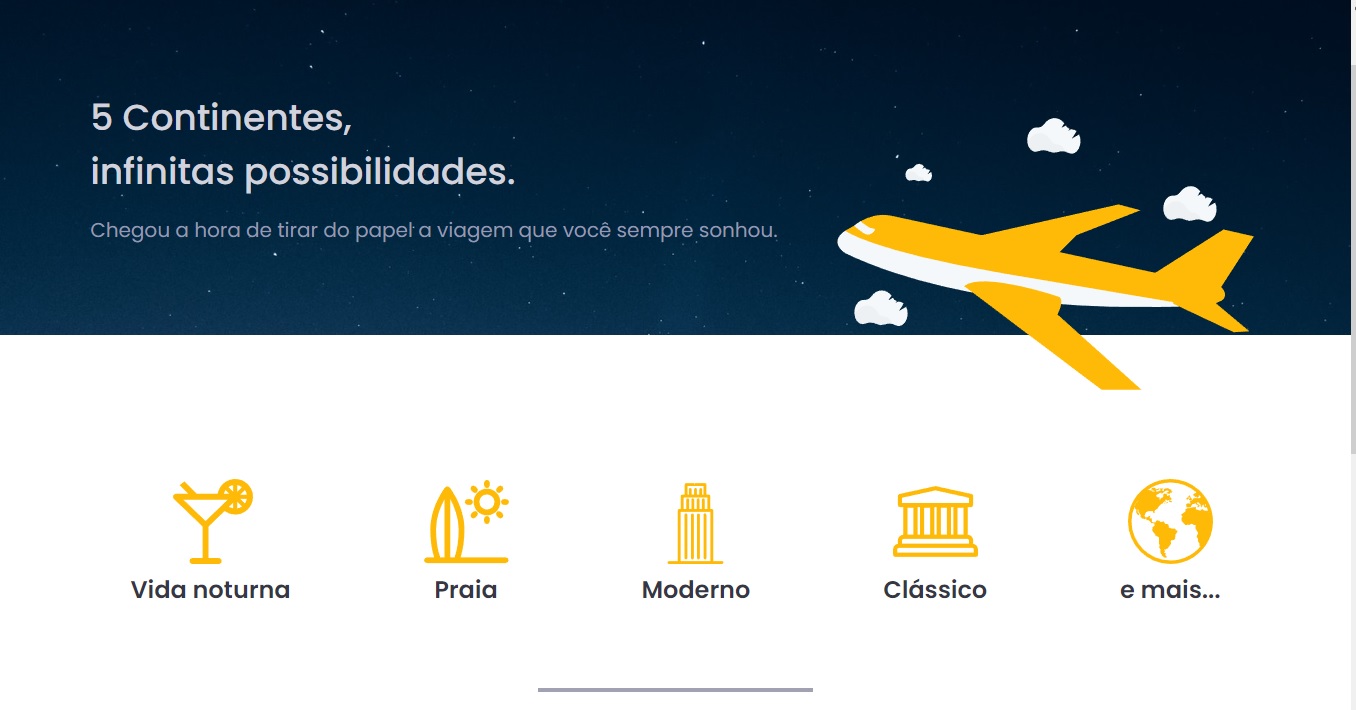 5 Continentes,
infinitas possibilidades.
Chegou a hora de tirar do papel a viagem que você sempre sonhou.
Vida noturna
Praia
Moderno
Clássico
e mais...